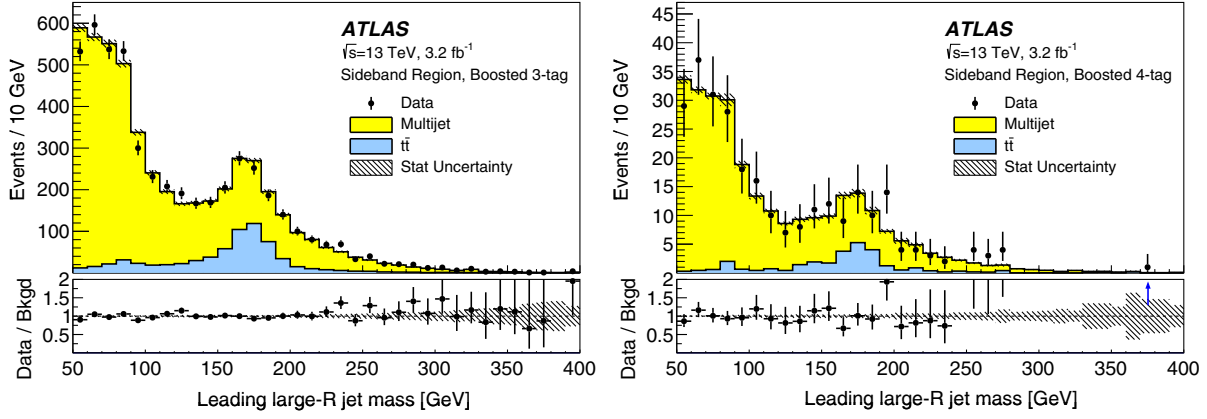 Events / 10 GeV
600
500
400
300
200
100
ATLAS
√s=13 TeV, 3.2 fb⁻¹
Sideband Region, Boosted 3-tag
Data
Multijet
tt̄
Stat Uncertainty
Data / Bkgd
2
1.5
1
0.5
50 100 150 200 250 300 350 400
Leading large-R jet mass [GeV]
Events / 10 GeV
45
40
35
30
25
20
15
10
5
ATLAS
√s=13 TeV, 3.2 fb⁻¹
Sideband Region, Boosted 4-tag
Data
Multijet
tt̄
Stat Uncertainty
Data / Bkgd
2
1.5
1
0.5
50 100 150 200 250 300 350 400
Leading large-R jet mass [GeV]